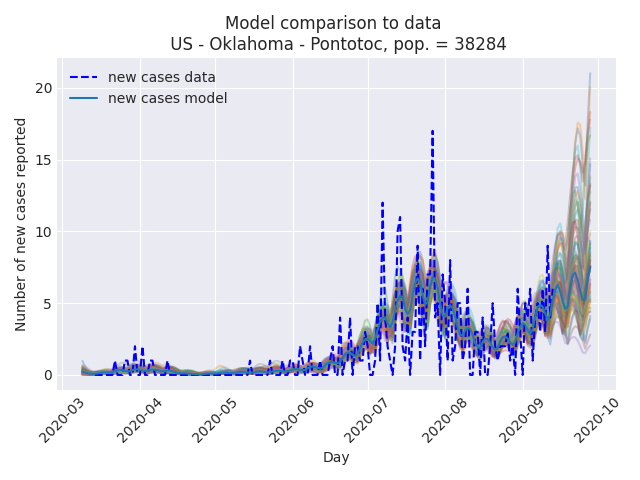 Model comparison to data
US - Oklahoma - Pontotoc, pop. = 38284
new cases data
new cases model
Number of new cases reported
20
15
10
5
0
2020-03
2020-04
2020-05
2020-06
2020-07
2020-08
2020-09
2020-10
Day